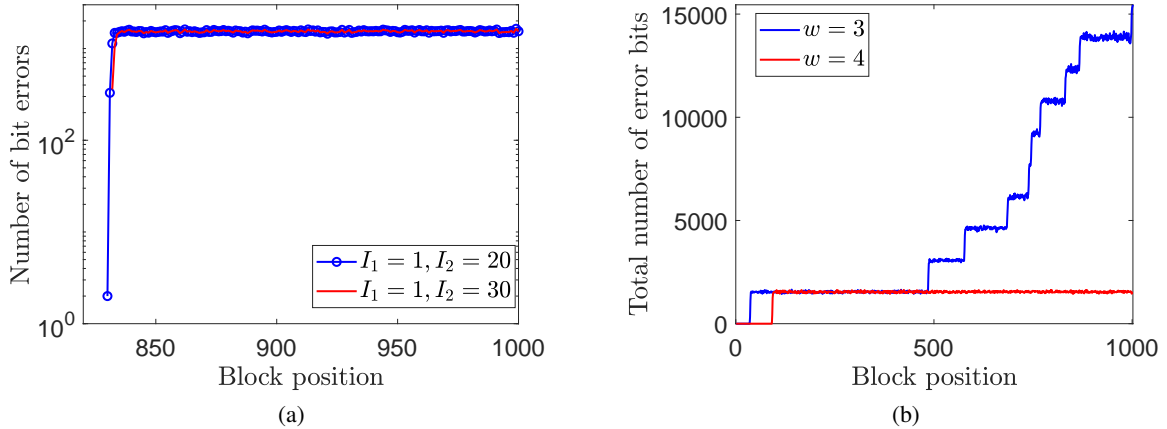 Number of bit errors
10^2
10^0
850
900
950
1000
Block position
I_1 = 1, I_2 = 20
I_1 = 1, I_2 = 30
(a)
Total number of error bits
15000
10000
5000
0
0
500
1000
Block position
w = 3
w = 4
(b)